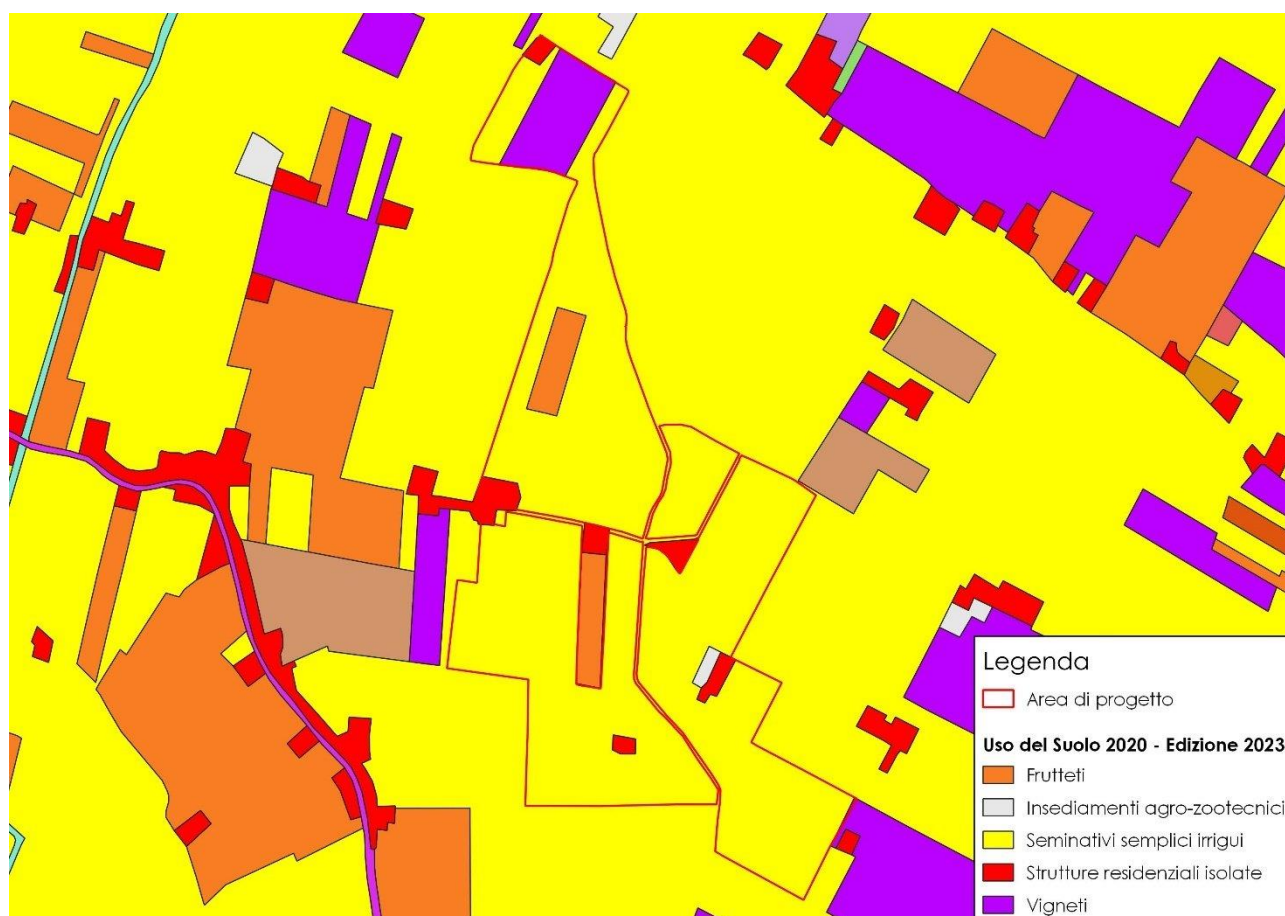 Legenda
Area di progetto
Uso del Suolo 2020 - Edizione 2023
Frutteti
Insediamenti agro-zootecnici
Seminativi semplici irrigui
Strutture residenziali isolate
Vigneti